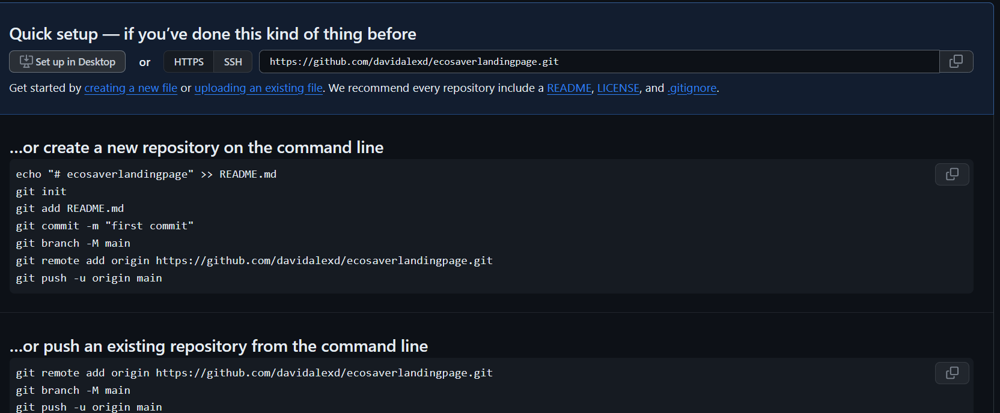 Quick setup — if you’ve done this kind of thing before
Set up in Desktop or HTTPS SSH https://github.com/davidalexd/ecosaverlandingpage.git
Get started by creating a new file or uploading an existing file. We recommend every repository include a README, LICENSE, and .gitignore.
…or create a new repository on the command line
echo "# ecosaverlandingpage" >> README.md
git init
git add README.md
git commit -m "first commit"
git branch -M main
git remote add origin https://github.com/davidalexd/ecosaverlandingpage.git
git push -u origin main
…or push an existing repository from the command line
git remote add origin https://github.com/davidalexd/ecosaverlandingpage.git
git branch -M main
git push -u origin main